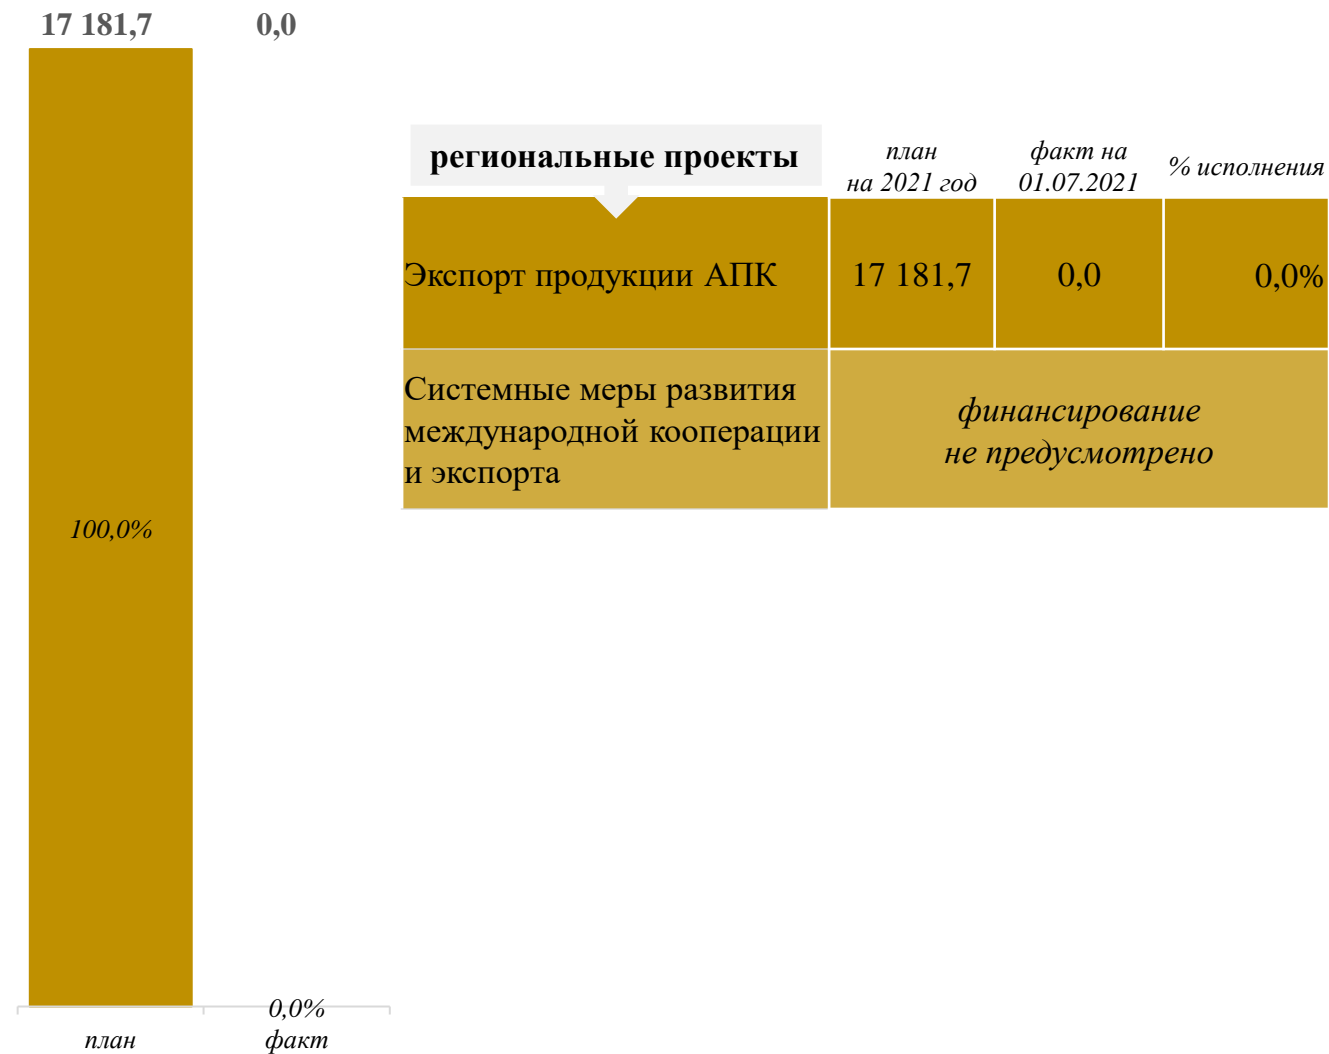 17 181,7
0,0
100,0%
0,0%
план
факт
региональные проекты
план
на 2021 год
факт на
01.07.2021
% исполнения
Экспорт продукции АПК
17 181,7
0,0
0,0%
Системные меры развития
международной кооперации
и экспорта
финансирование
не предусмотрено